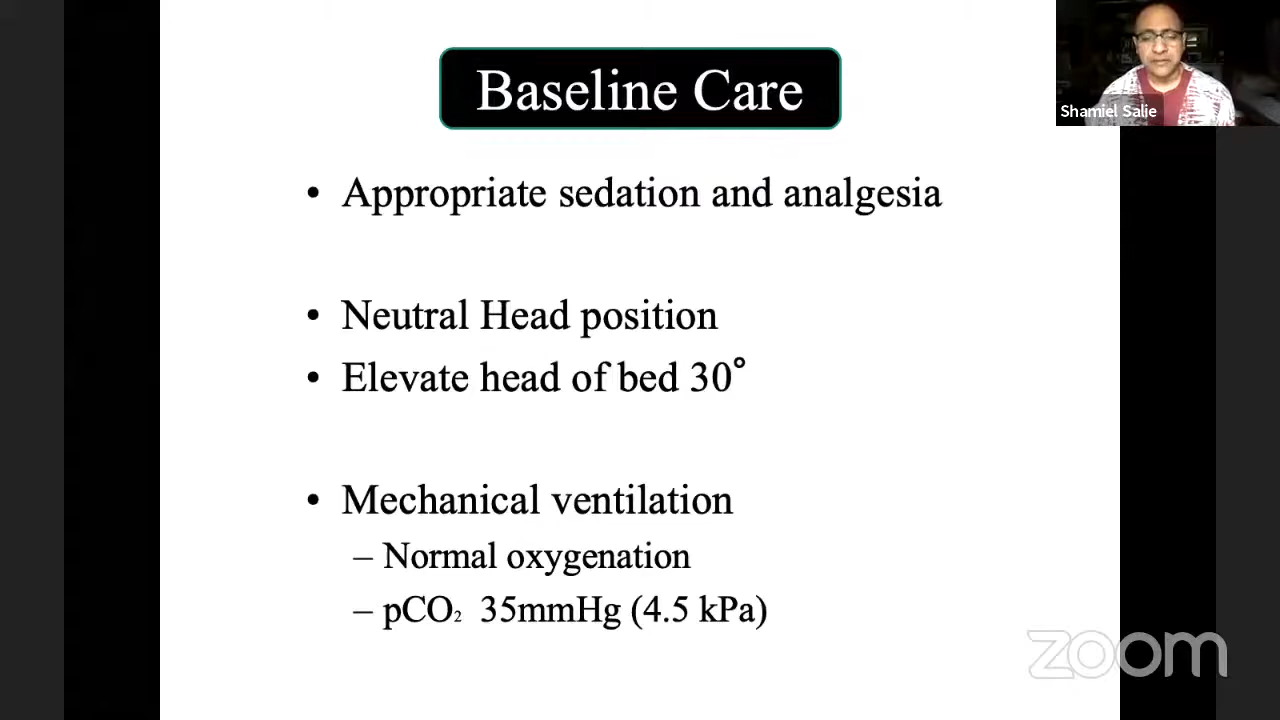 Baseline Care
Shamiel Salie
• Appropriate sedation and analgesia
• Neutral Head position
• Elevate head of bed 30°
• Mechanical ventilation
– Normal oxygenation
– pCO₂ 35mmHg (4.5 kPa)
zoom